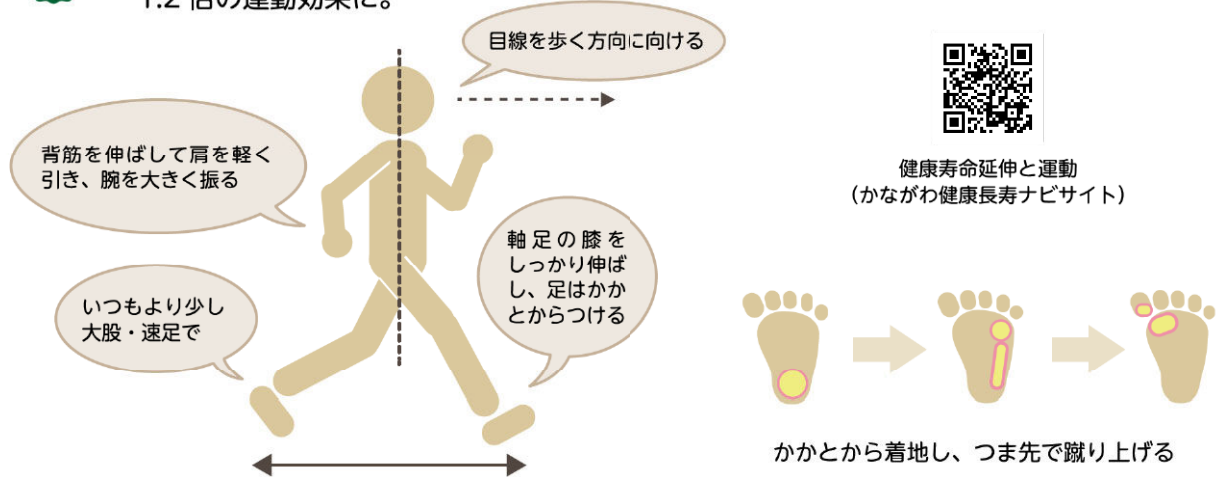 1.2 倍の運動効果に。
目線を歩く方向に向ける
背筋を伸ばして肩を軽く
引き、腕を大きく振る
健康寿命延伸と運動
（かながわ健康長寿ナビサイト）
軸足の膝を
しっかり伸ば
し、足はかか
とからつける
いつもより少し
大股・速足で
かかとから着地し、つま先で蹴り上げる